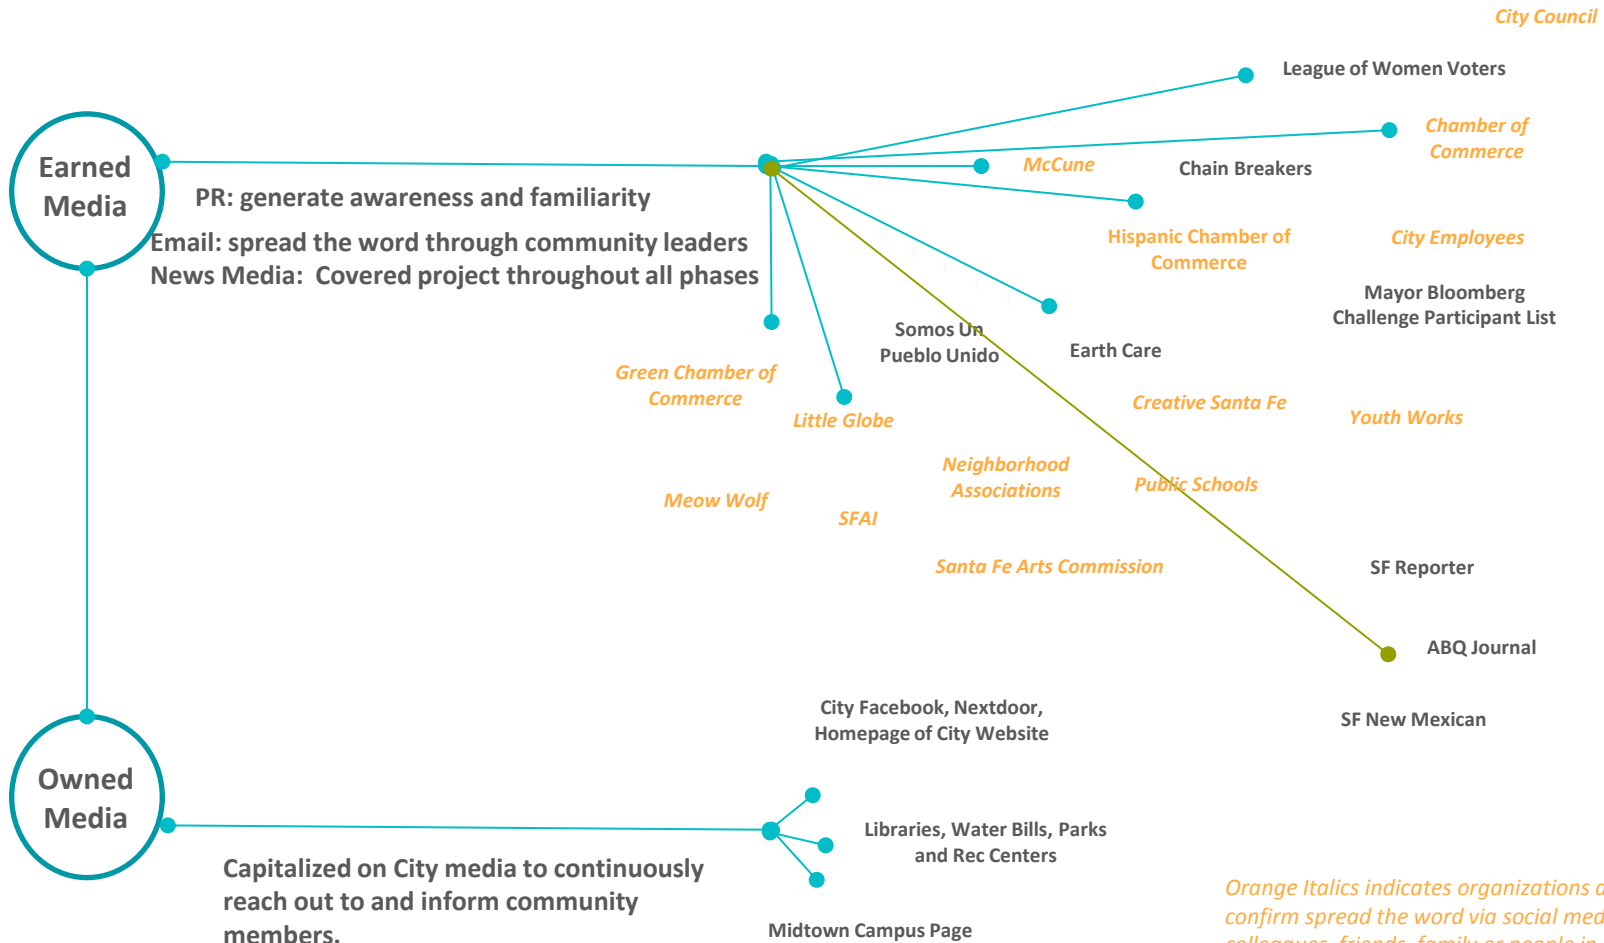 City Council
League of Women Voters
Chamber of
Commerce
McCune
Chain Breakers
Earned
Media
PR: generate awareness and familiarity
Email: spread the word through community leaders
News Media:  Covered project throughout all phases
Hispanic Chamber of
Commerce
City Employees
Mayor Bloomberg
Challenge Participant List
Somos Un
Pueblo Unido
Earth Care
Green Chamber of
Commerce
Little Globe
Creative Santa Fe
Youth Works
Neighborhood
Associations
Public Schools
Meow Wolf
SFAI
Santa Fe Arts Commission
SF Reporter
ABQ Journal
SF New Mexican
City Facebook, Nextdoor,
Homepage of City Website
Owned
Media
Libraries, Water Bills, Parks
and Rec Centers
Capitalized on City media to continuously
reach out to and inform community
members.
Midtown Campus Page
Orange Italics indicates organizations
confirm spread the word via social
colleagues, friends, family or people in